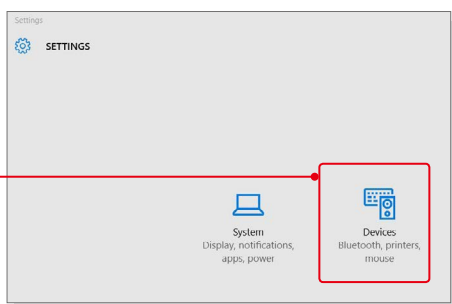 Settings
SETTINGS
System
Display, notifications,
apps, power
Devices
Bluetooth, printers,
mouse